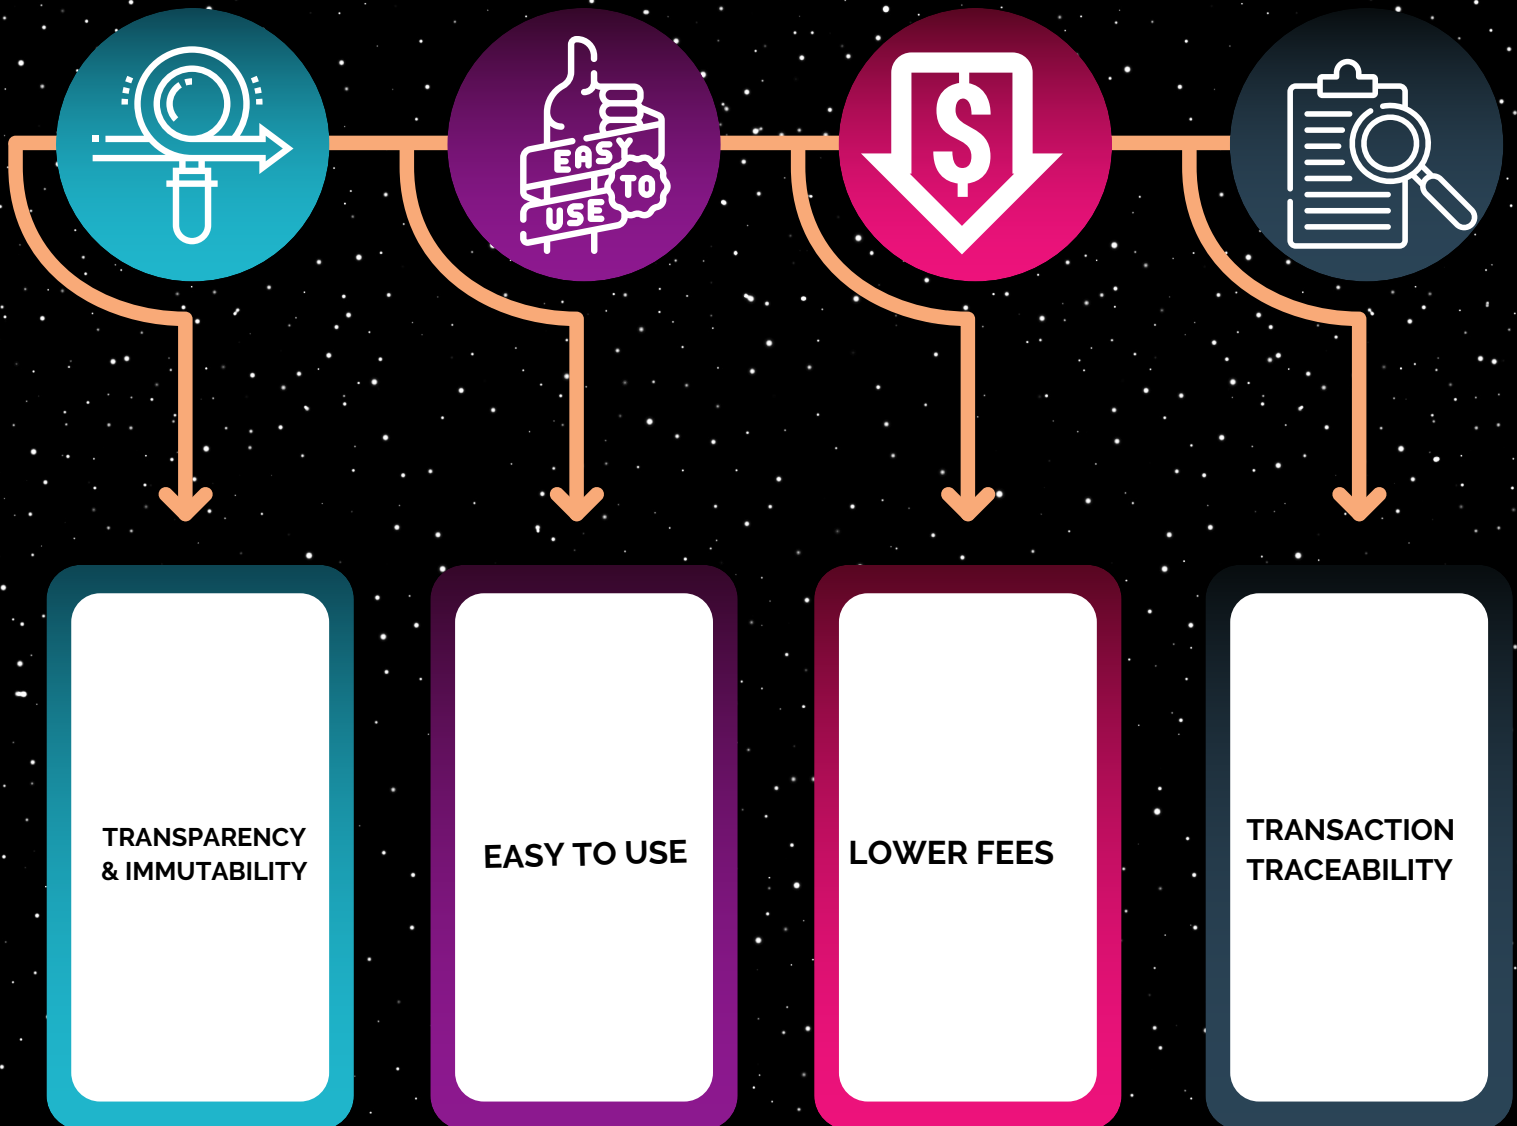 EASY
TO
USE
$
TRANSPARENCY
& IMMUTABILITY
EASY TO USE
LOWER FEES
TRANSACTION
TRACEABILITY